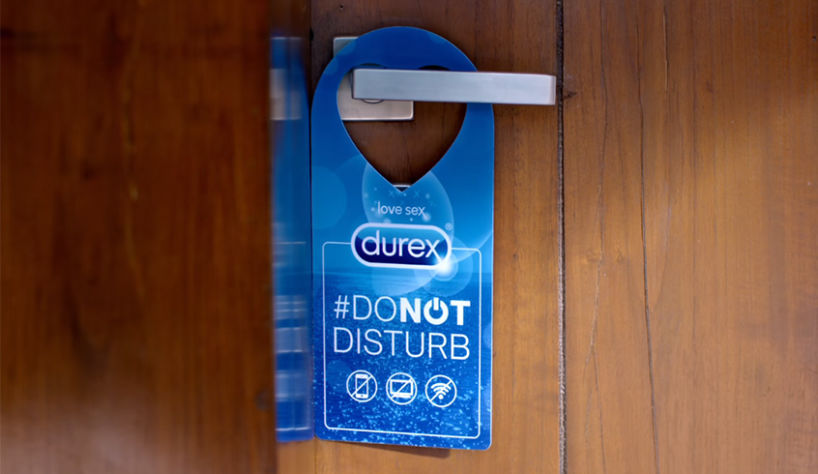 love sex
durex®
#DONOT
DISTURB